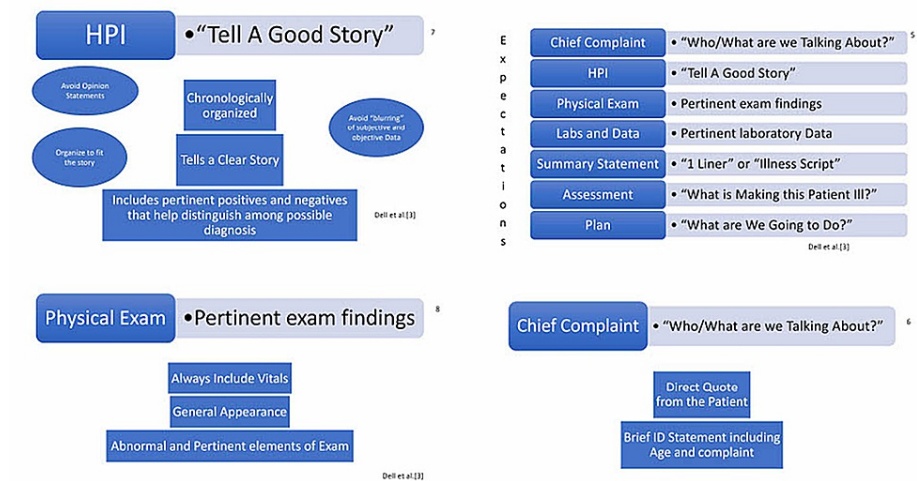 HPI
•“Tell A Good Story”
7
Avoid Opinion
Statements
Chronologically
organized
Avoid “blurring”
of subjective and
objective Data
Organize to fit
the story
Tells a Clear Story
Includes pertinent positives and negatives
that help distinguish among possible
diagnosis
Dell et al.[3]
5
Expectations
Chief Complaint
• “Who/What are we Talking About?”
HPI
• “Tell A Good Story”
Physical Exam
• Pertinent exam findings
Labs and Data
• Pertinent laboratory Data
Summary Statement
• “1 Liner” or “Illness Script”
Assessment
• “What is Making this Patient Ill?”
Plan
• “What are We Going to Do?”
Dell et al.[3]
Physical Exam
•Pertinent exam findings
8
Always Include Vitals
General Appearance
Abnormal and Pertinent elements of Exam
Dell et al.[3]
Chief Complaint
• “Who/What are we Talking About?”
6
Direct Quote
from the Patient
Brief ID Statement including
Age and complaint